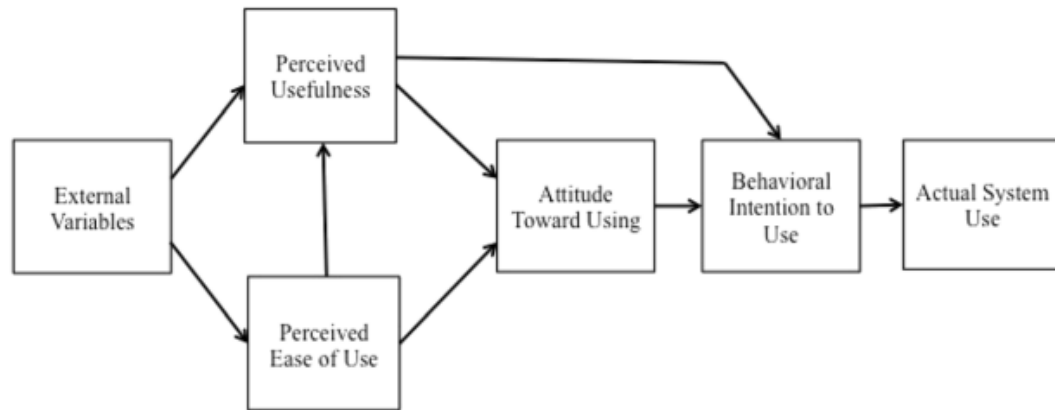 Perceived
Usefulness
External
Variables
Perceived
Ease of Use
Attitude
Toward Using
Behavioral
Intention to
Use
Actual System
Use